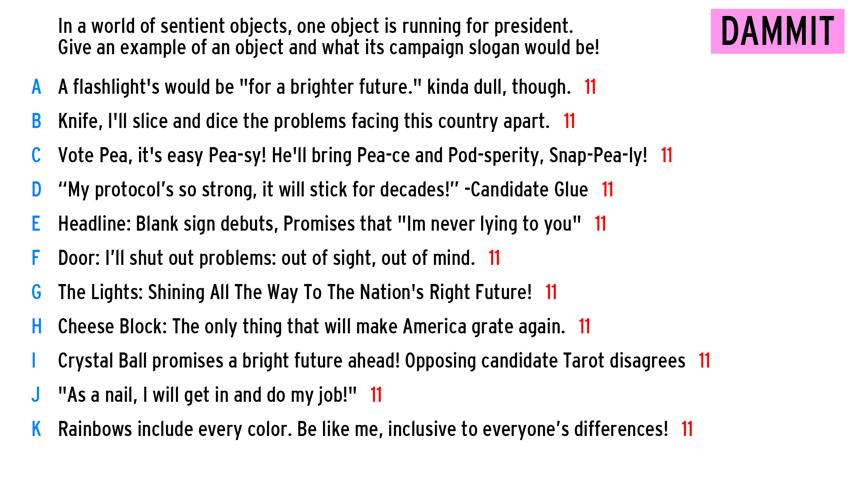 In a world of sentient objects, one object is running for president.
Give an example of an object and what its campaign slogan would be!
DAMMIT
A A flashlight's would be "for a brighter future." kinda dull, though. 11
B Knife, I'll slice and dice the problems facing this country apart. 11
C Vote Pea, it's easy Pea-sy! He'll bring Pea-ce and Pod-sperity, Snap-Pea-ly! 11
D “My protocol’s so strong, it will stick for decades!” -Candidate Glue 11
E Headline: Blank sign debuts, Promises that "Im never lying to you" 11
F Door: I’ll shut out problems: out of sight, out of mind. 11
G The Lights: Shining All The Way To The Nation's Right Future! 11
H Cheese Block: The only thing that will make America grate again. 11
I Crystal Ball promises a bright future ahead! Opposing candidate Tarot disagrees 11
J "As a nail, I will get in and do my job!" 11
K Rainbows include every color. Be like me, inclusive to everyone’s differences! 11